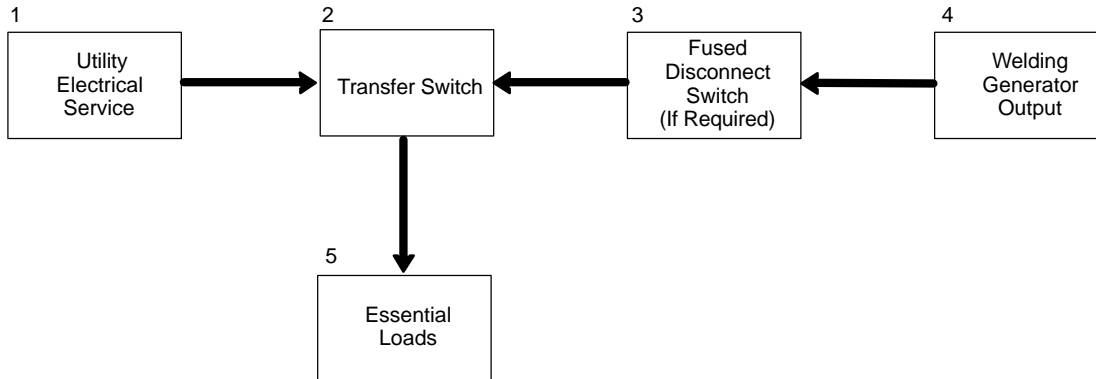 1
Utility
Electrical
Service
2
Transfer Switch
3
Fused
Disconnect
Switch
(If Required)
4
Welding
Generator
Output
5
Essential
Loads